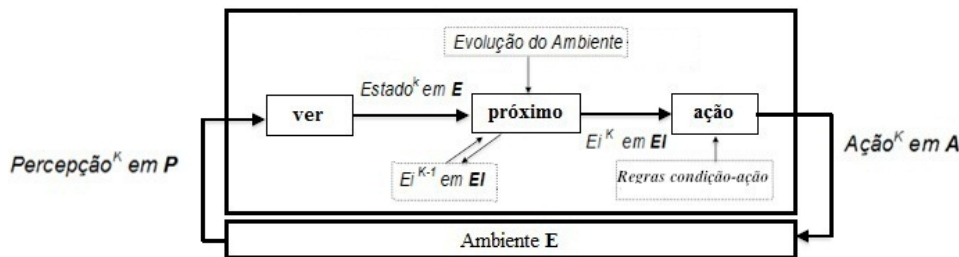 Evolução do Ambiente
Estado^k em E
ver
próximo
ação
Ei^K em EI
Ação^K em A
Percepção^K em P
Ei^K-1 em EI
Regras condição-ação
Ambiente E